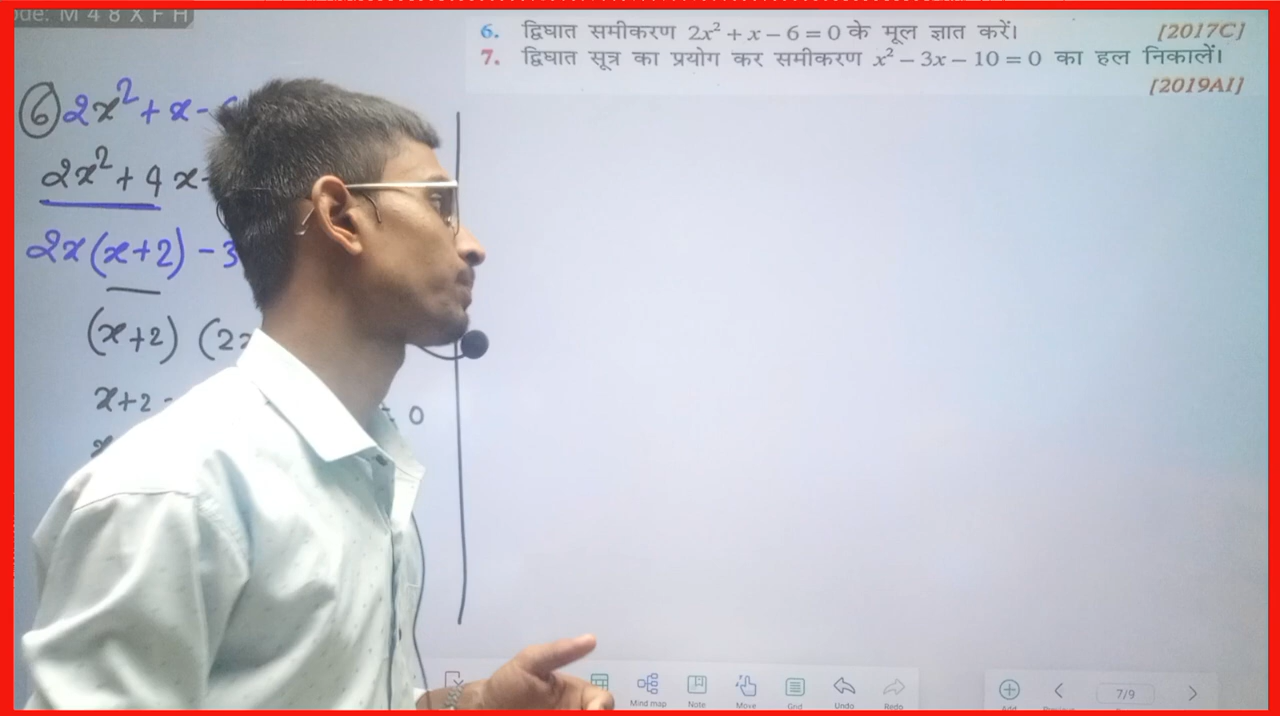 ode: M 4 8 X F H
6. द्विघात समीकरण 2x² + x – 6 = 0 के मूल ज्ञात करें। [2017C]
7. द्विघात सूत्र का प्रयोग कर समीकरण x² – 3x – 10 = 0 का हल निकालें।
[2019AI]
⑥ 2x² + x -
2x² + 4x -
2x(x+2) - 3
(x+2) (2x
x+2 - = 0
x
Mind map Note Move Grid Undo Redo Add 7/9